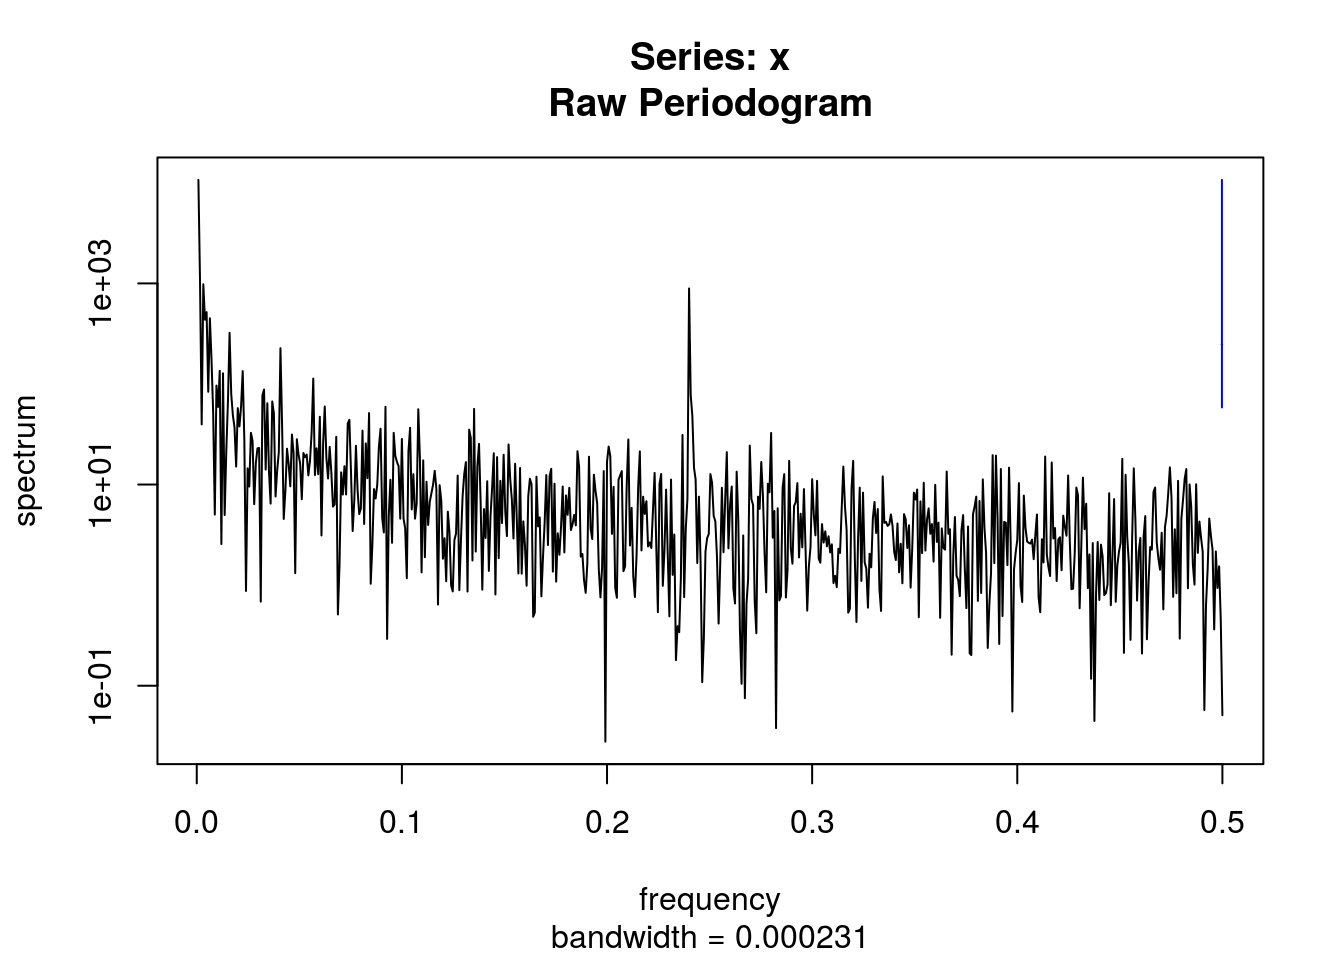 Series: x
Raw Periodogram
spectrum
1e+03
1e+01
1e-01
0.0
0.1
0.2
0.3
0.4
0.5
frequency
bandwidth = 0.000231